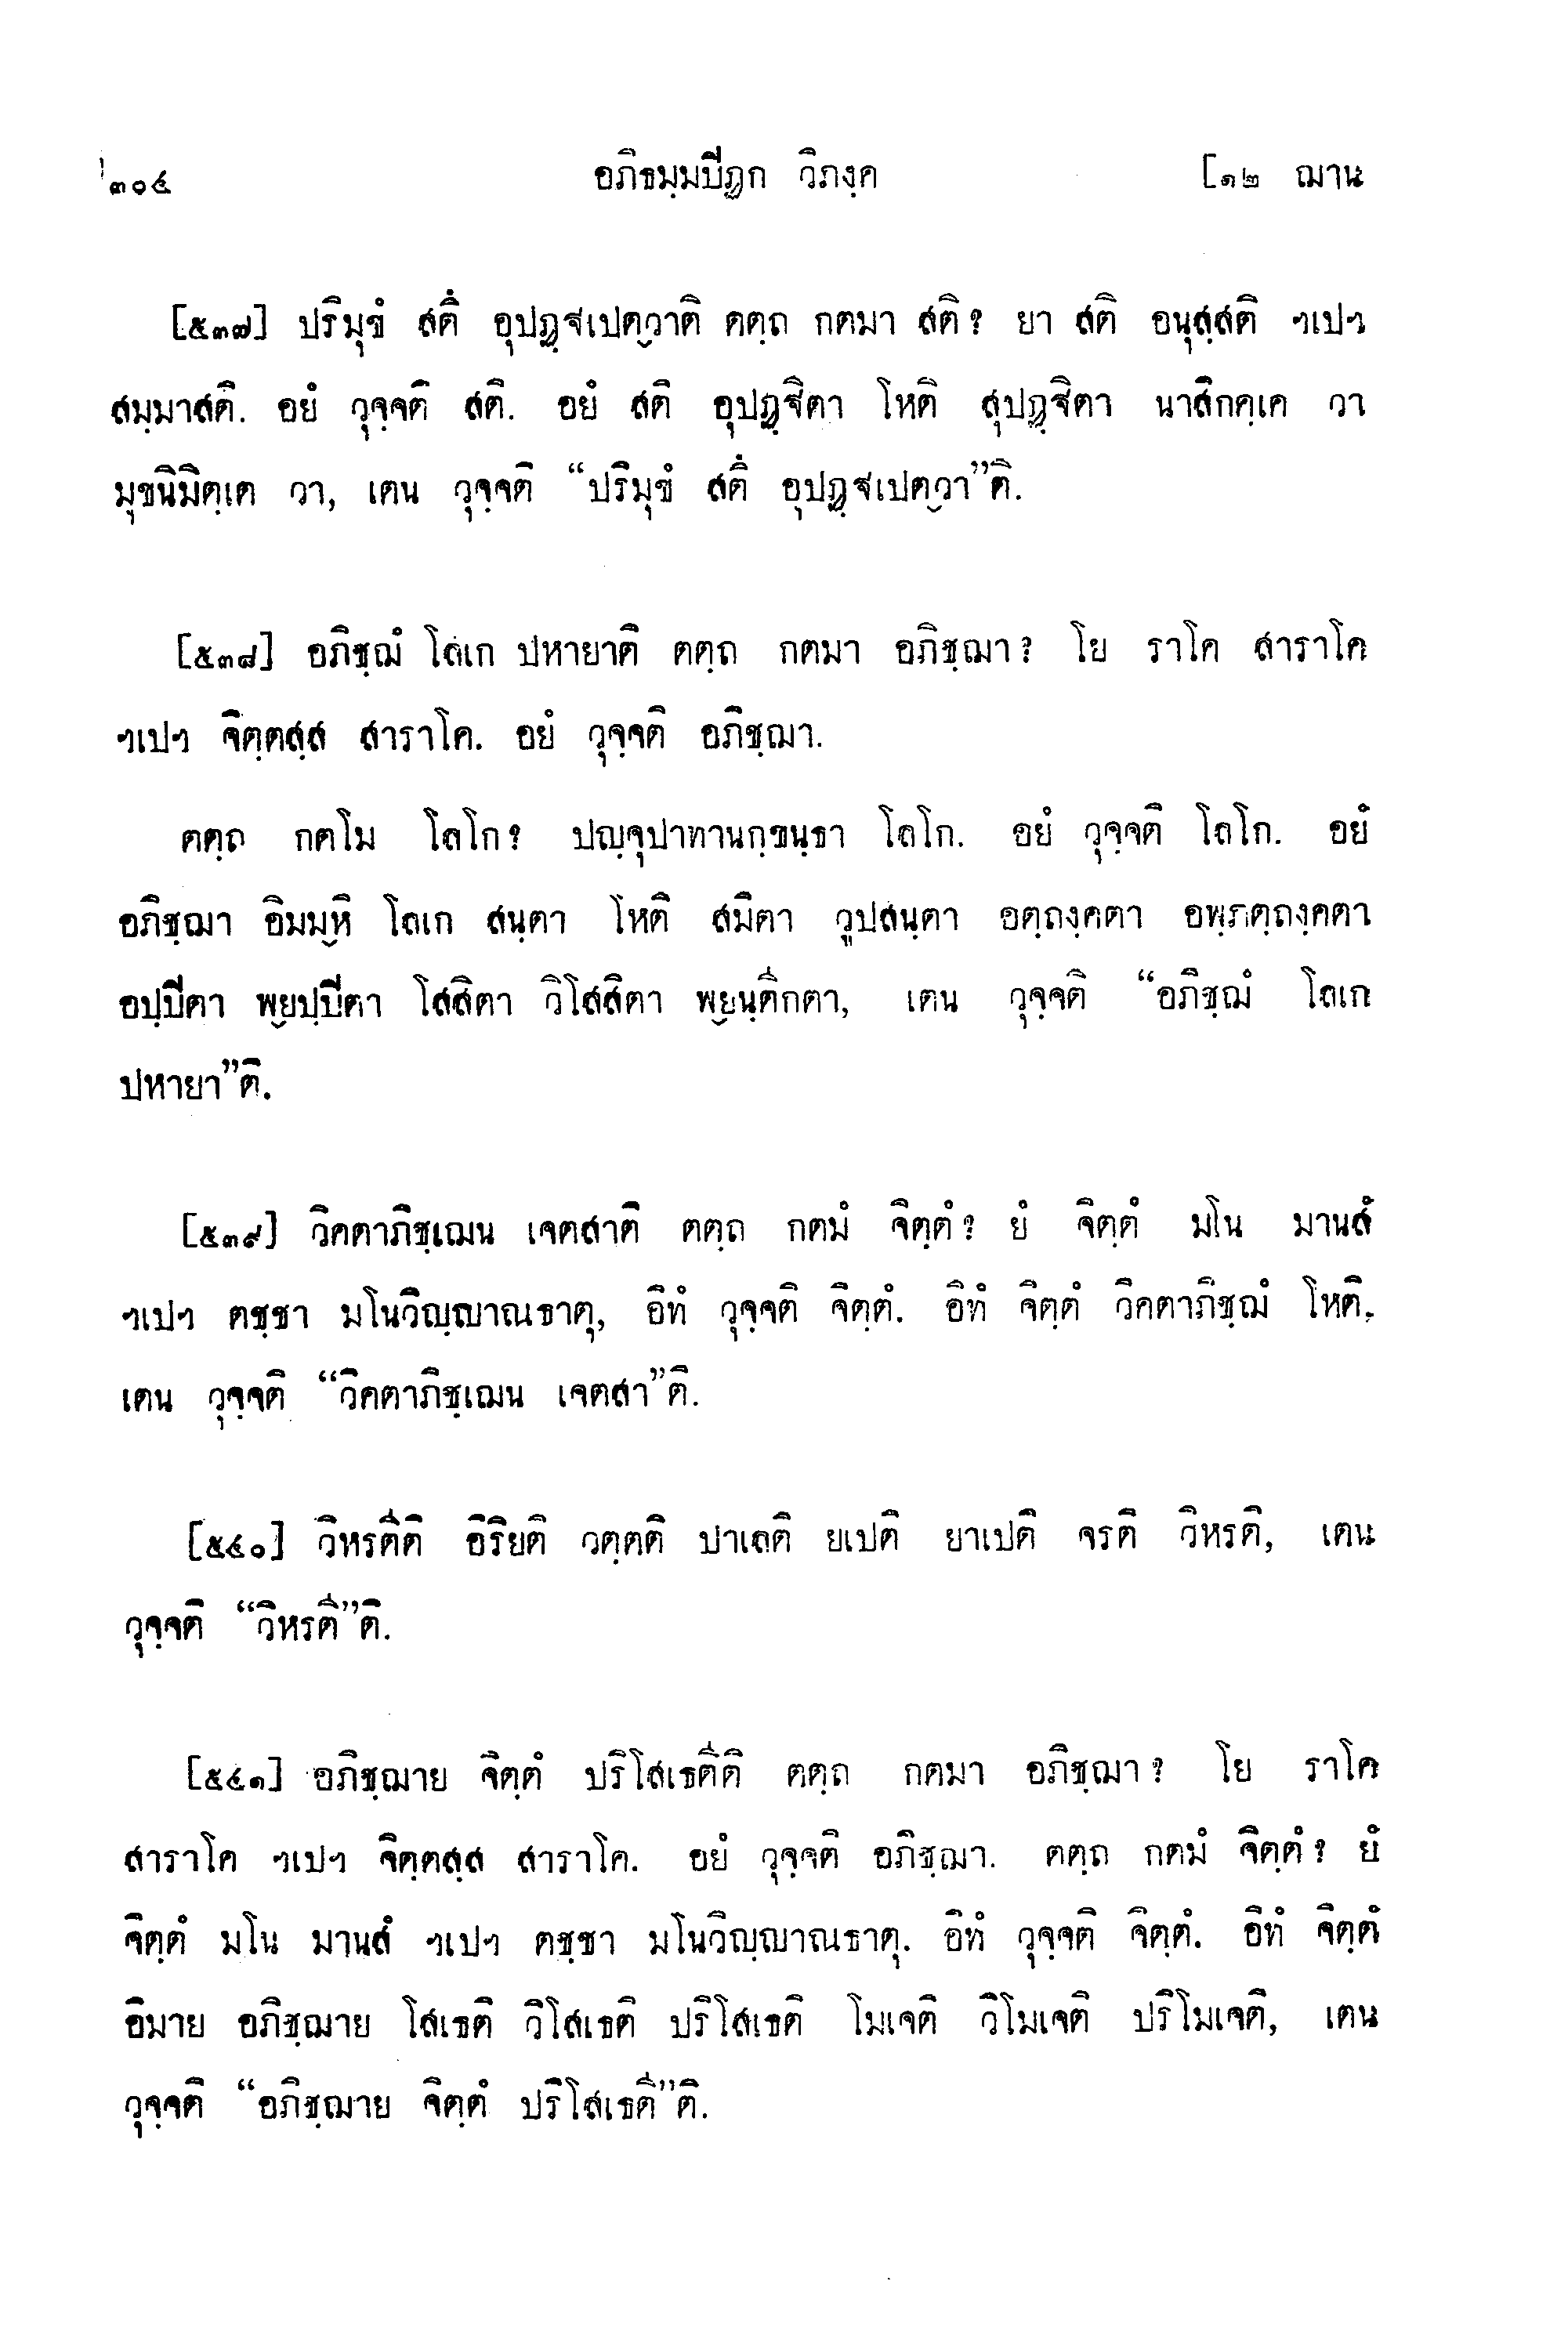 ๓๐๔ อภิธมฺมปิฏก วิภงฺค [๑๒ ฌาน
[๕๓๗] ปริมุขํ สตึ อุปฏฺฐเปตฺวาติ ตตฺถ กตมา สติ? ยา สติ อนุสฺสติ ฯเปฯ
สมฺมาสติ. อยํ วุจฺจติ สติ. อยํ สติ อุปฏฺฐิตา โหติ สุปฏฺฐิตา นาสิกคฺเค วา
มุขนิมิตฺเต วา, เตน วุจฺจติ “ปริมุขํ สตึ อุปฏฺฐเปตฺวา”ติ.
[๕๓๘] อภิชฺฌํ โลเก ปหายาติ ตตฺถ กตมา อภิชฺฌา? โย ราโค สาราโค
ฯเปฯ จิตฺตสฺส สาราโค. อยํ วุจฺจติ อภิชฺฌา.
ตตฺถ กตโม โลโก? ปญฺจุปาทานกฺขนฺธา โลโก. อยํ วุจฺจติ โลโก. อยํ
อภิชฺฌา อิมมฺหิ โลเก สนฺตา โหติ สมิตา วูปสนฺตา อตฺถงฺคตา อพฺภตฺถงฺคตา
อปฺปิตา พฺยปฺปิตา โสสิตา วิโสสิตา พฺยนฺตีกตา, เตน วุจฺจติ “อภิชฺฌํ โลเก
ปหายา”ติ.
[๕๓๙] วิคตาภิชฺเฌน เจตสาติ ตตฺถ กตมํ จิตฺตํ? ยํ จิตฺตํ มโน มานสํ
ฯเปฯ ตชฺชา มโนวิญฺญาณธาตุ, อิทํ วุจฺจติ จิตฺตํ. อิทํ จิตฺตํ วิคตาภิชฺฌํ โหติ.
เตน วุจฺจติ “วิคตาภิชฺเฌน เจตสา”ติ.
[๕๔๐] วิหรตีติ อิริยติ วตฺตติ ปาเลติ ยเปติ ยาเปติ จรติ วิหรติ, เตน
วุจฺจติ “วิหรตี”ติ.
[๕๔๑] อภิชฺฌาย จิตฺตํ ปริโสเธตีติ ตตฺถ กตมา อภิชฺฌา? โย ราโค
สาราโค ฯเปฯ จิตฺตสฺส สาราโค. อยํ วุจฺจติ อภิชฺฌา. ตตฺถ กตมํ จิตฺตํ? ยํ
จิตฺตํ มโน มานสํ ฯเปฯ ตชฺชา มโนวิญฺญาณธาตุ. อิทํ วุจฺจติ จิตฺตํ. อิทํ จิตฺตํ
อิมาย อภิชฺฌาย โสเธติ วิโสเธติ ปริโสเธติ โมเจติ วิโมเจติ ปริโมเจติ, เตน
วุจฺจติ “อภิชฺฌาย จิตฺตํ ปริโสเธตี”ติ.